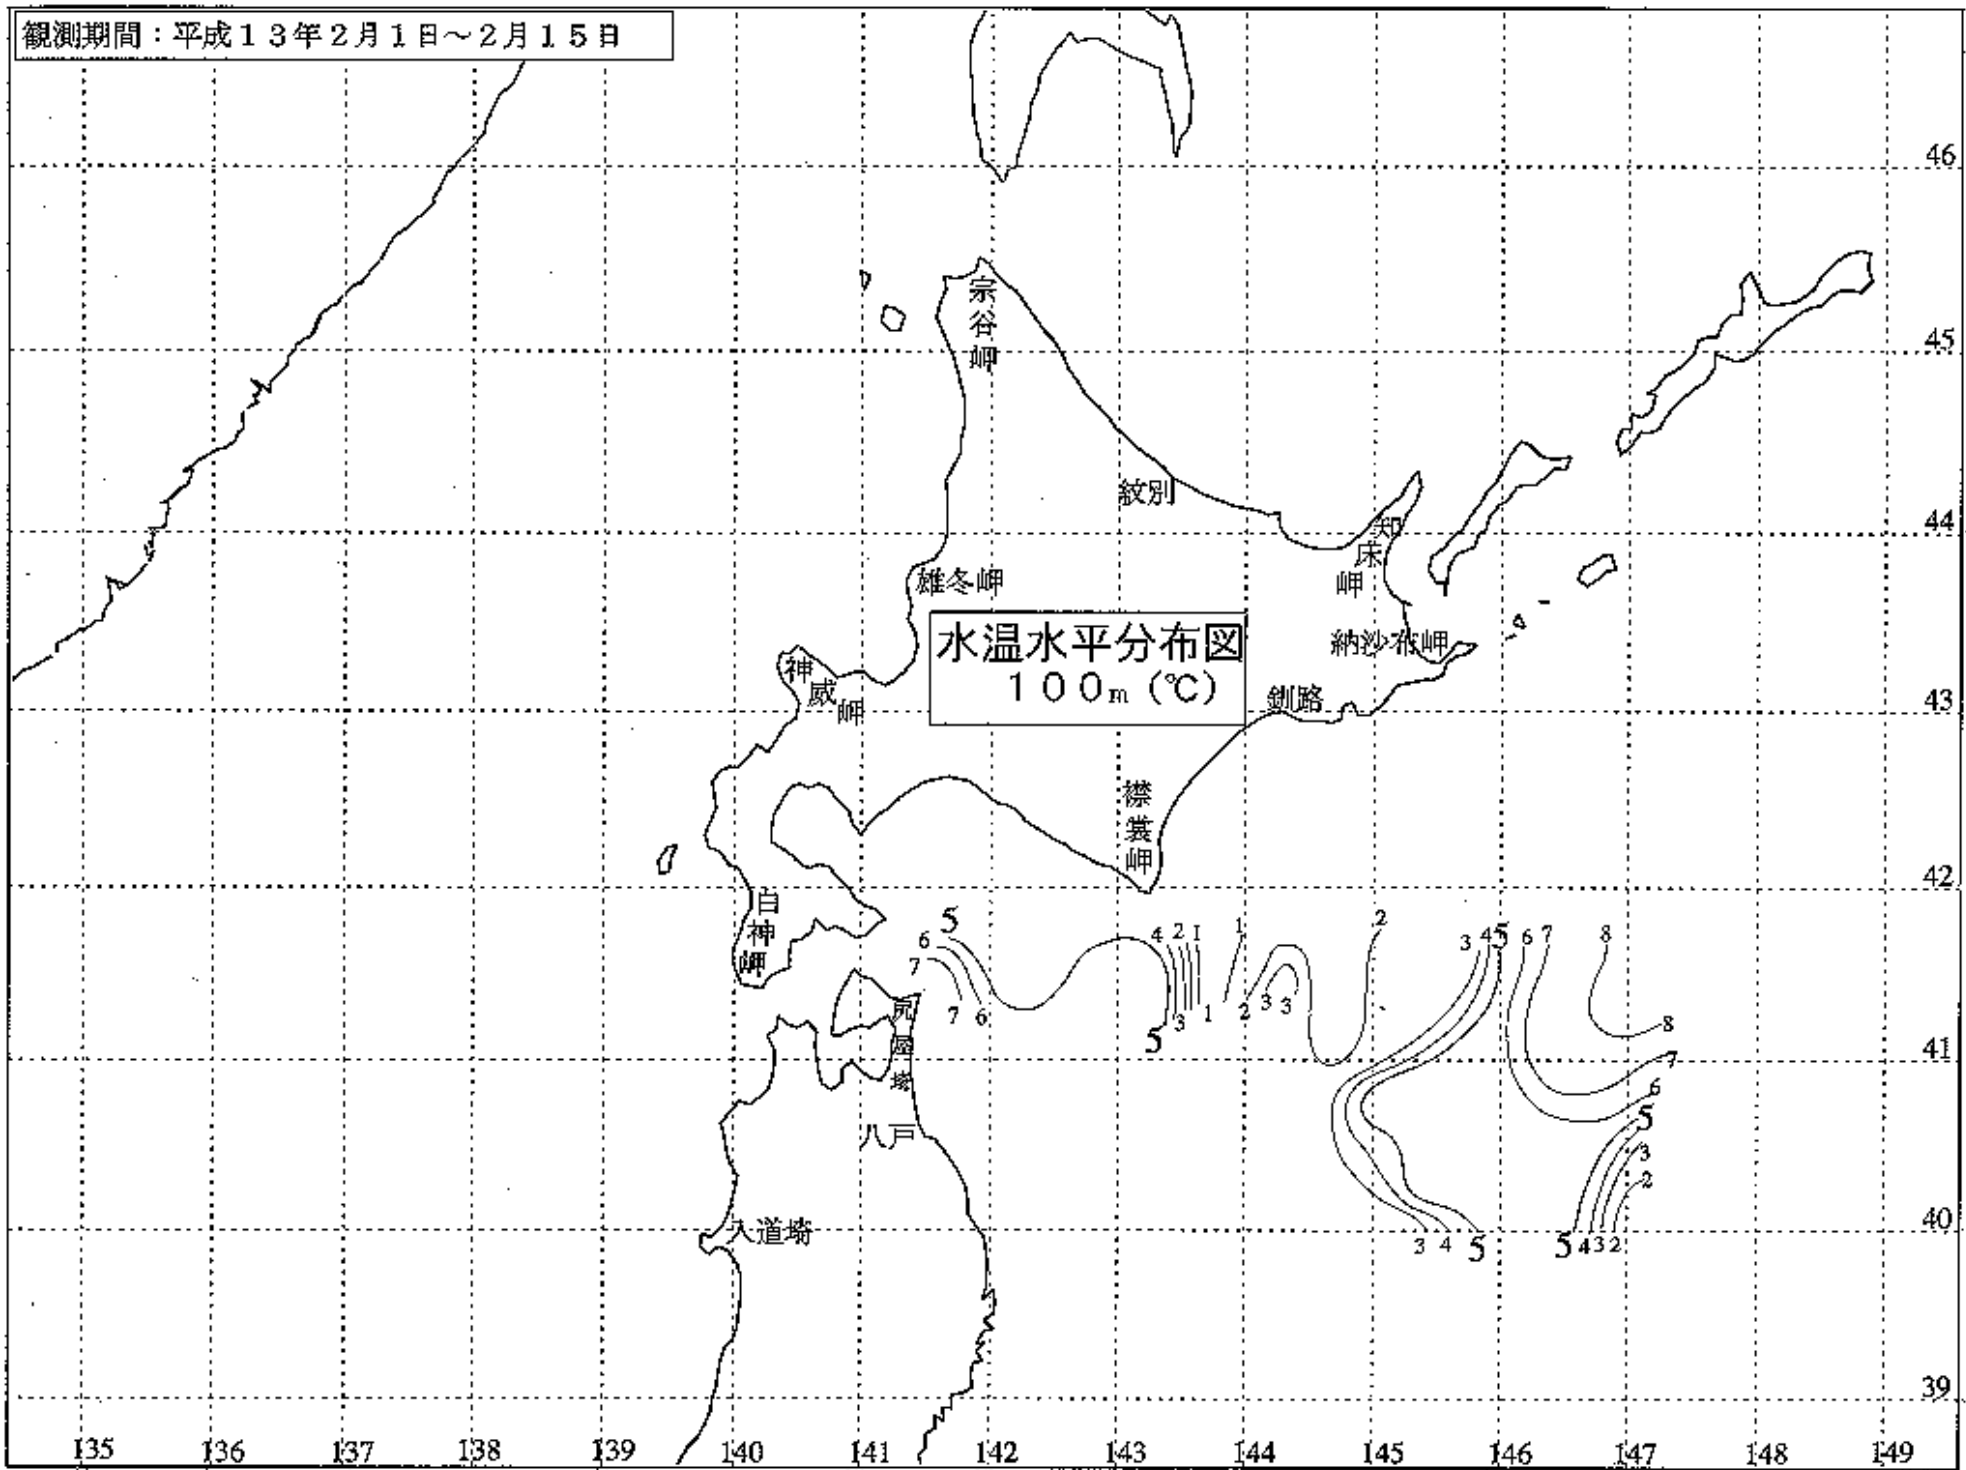 観測期間：平成１３年２月１日～２月１５日
46
宗谷岬
45
紋別
44
知床岬
雄冬岬
水温水平分布図
１００ｍ（℃）
納沙布岬
神威岬
釧路
43
襟裳岬
42
白神岬
5
6
7
7
6
4 2 1
5
3
1
1
2
3
3
2
3
4
5
6
7
8
8
7
6
5
3
2
尻屋埼
41
八戸
入道埼
40
3
4
5
5
4
3
2
39
135 136 137 138 139 140 141 142 143 144 145 146 147 148 149